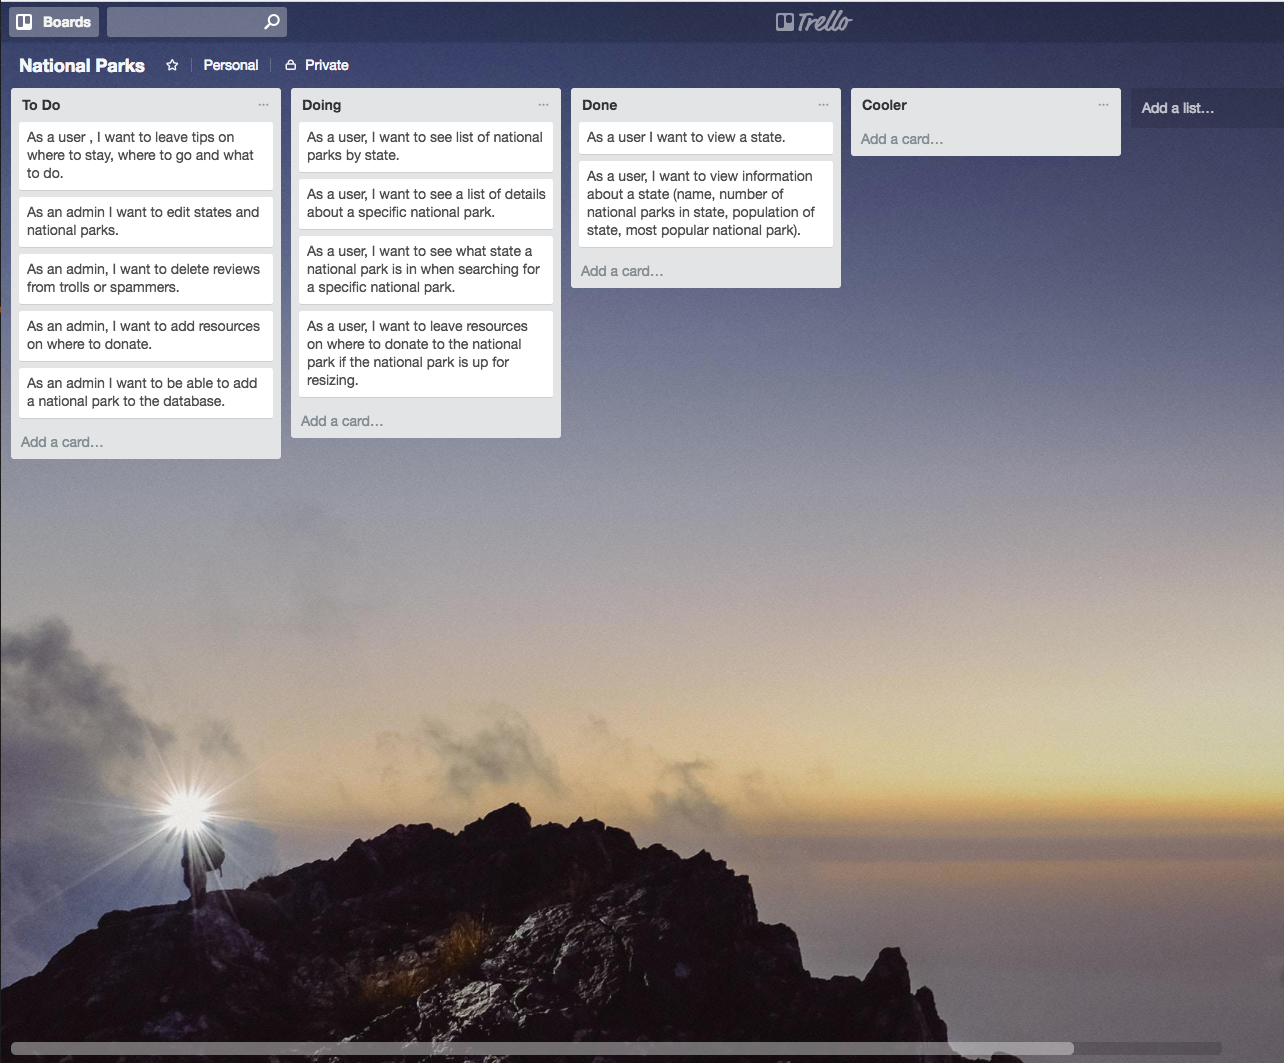 Boards
Trello
National Parks
Personal
Private
To Do
As a user , I want to leave tips on
where to stay, where to go and what
to do.
As an admin I want to edit states and
national parks.
As an admin, I want to delete reviews
from trolls or spammers.
As an admin, I want to add resources
on where to donate.
As an admin I want to be able to add
a national park to the database.
Add a card…
Doing
As a user, I want to see list of national
parks by state.
As a user, I want to see a list of details
about a specific national park.
As a user, I want to see what state a
national park is in when searching for
a specific national park.
As a user, I want to leave resources
on where to donate to the national
park if the national park is up for
resizing.
Add a card…
Done
As a user I want to view a state.
As a user, I want to view information
about a state (name, number of
national parks in state, population of
state, most popular national park).
Add a card…
Cooler
Add a card…
Add a list…